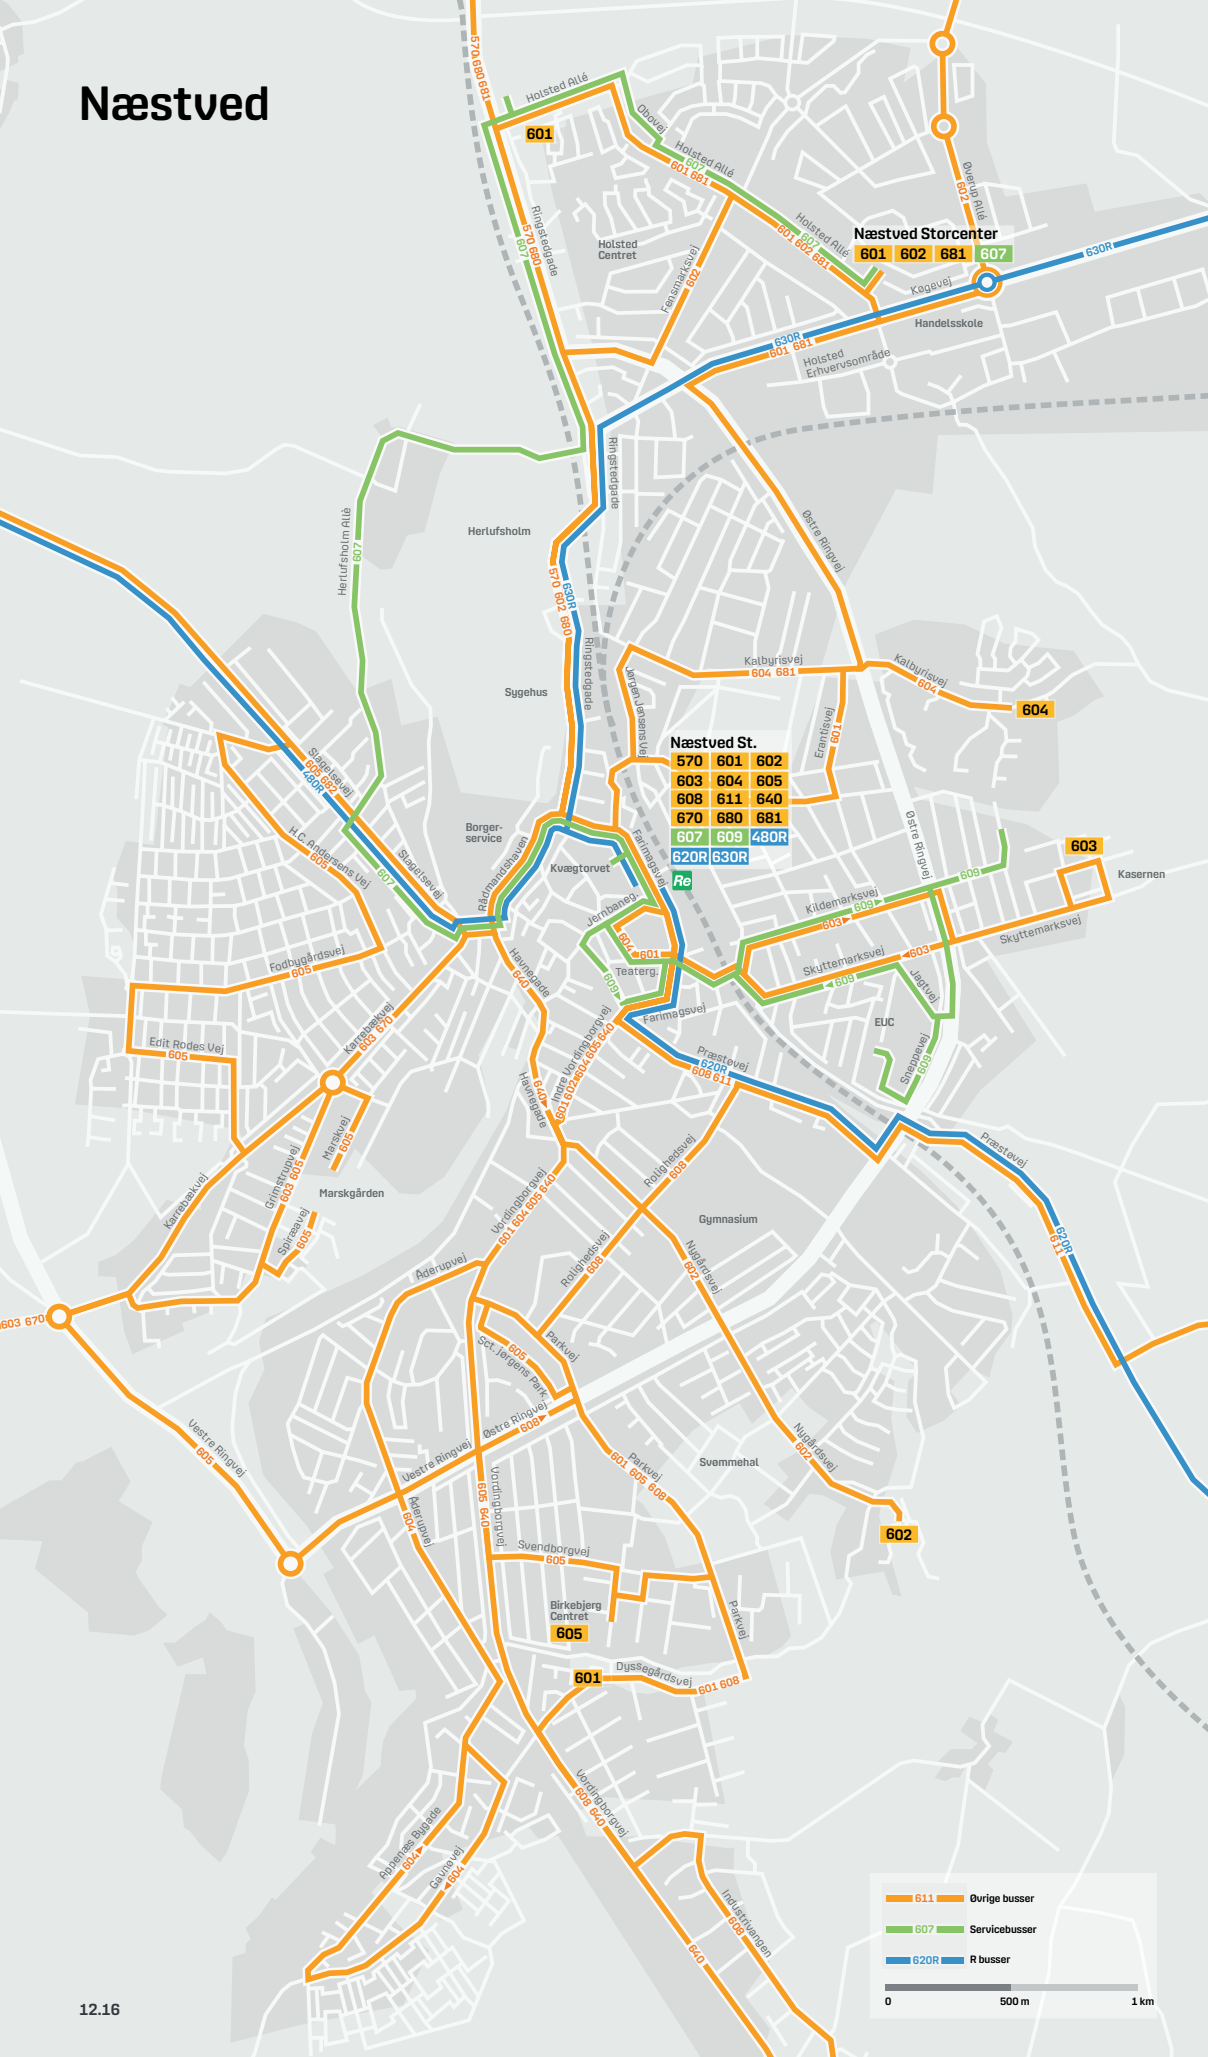 Næstved
570 680 681
Holsted Allé
601
Obovej
Holsted Allé
607
601 681
Øverup Allé
602
Ringstedgade
570 680
607
Holsted
Centret
Holsted Allé
607
601 602 681
Næstved Storcenter
601 602 681 607
630R
Fensmarksvej
602
Køgevej
Handelsskole
630R
601 681
Holsted
Erhvervsområde
Ringstedgade
Herlufsholm Allé
607
Herlufsholm
Østre Ringvej
630R
570 602 680
Ringstedgade
Sygehus
Jørgen Jensens Vej
Kalbyrisvej
604 681
Kalbyrisvej
604
604
Erantisvej
601
Næstved St.
570 601 602
603 604 605
608 611 640
670 680 681
607 609 480R
620R 630R
Re
Slagelsevej
605 682
480R
H.C. Andersens Vej
605
607
Slagelsevej
Borger-
service
Rådmandshaven
Kvægtorvet
Farimagsvej
Østre Ringvej
603
Kasernen
609
Kildemarksvej
609
603
Skyttemarksvej
603
Skyttemarksvej
609
Jernbaneg.
604
601
Teaterg.
609
Fodbygårdsvej
605
Havnegade
640
Jagtvej
EUC
Farimagsvej
Karrebækvej
603 670
Edit Rodes Vej
605
Indre Vordingborgvej
601 602 604 605 640
Havnegade
640
Præstøvej
620R
608 611
Sneppevej
609
Præstøvej
Marskvej
605
Grimstrupvej
603 605
Marskgården
Karrebækvej
Spiræavej
605
Rolighedsvej
608
Vordingborgvej
601 604 605 640
Gymnasium
620R
611
Åderupvej
Rolighedsvej
608
Nygårdsvej
602
603 670
Parkvej
605
Sct. Jørgens Park
Vestre Ringvej
605
Østre Ringvej
608
Vestre Ringvej
Nygårdsvej
602
Parkvej
601 605 608
Svømmehal
Åderupvej
604
Vordingborgvej
605 640
602
Svendborgvej
605
Birkebjerg
Centret
605
Parkvej
601
Dyssegårdsvej
601 608
Vordingborgvej
608 640
Appenæs Bygade
604
Gavnøvej
604
Industrivangen
608
640
611 Øvrige busser
607 Servicebusser
620R R busser
0 500 m 1 km
12.16